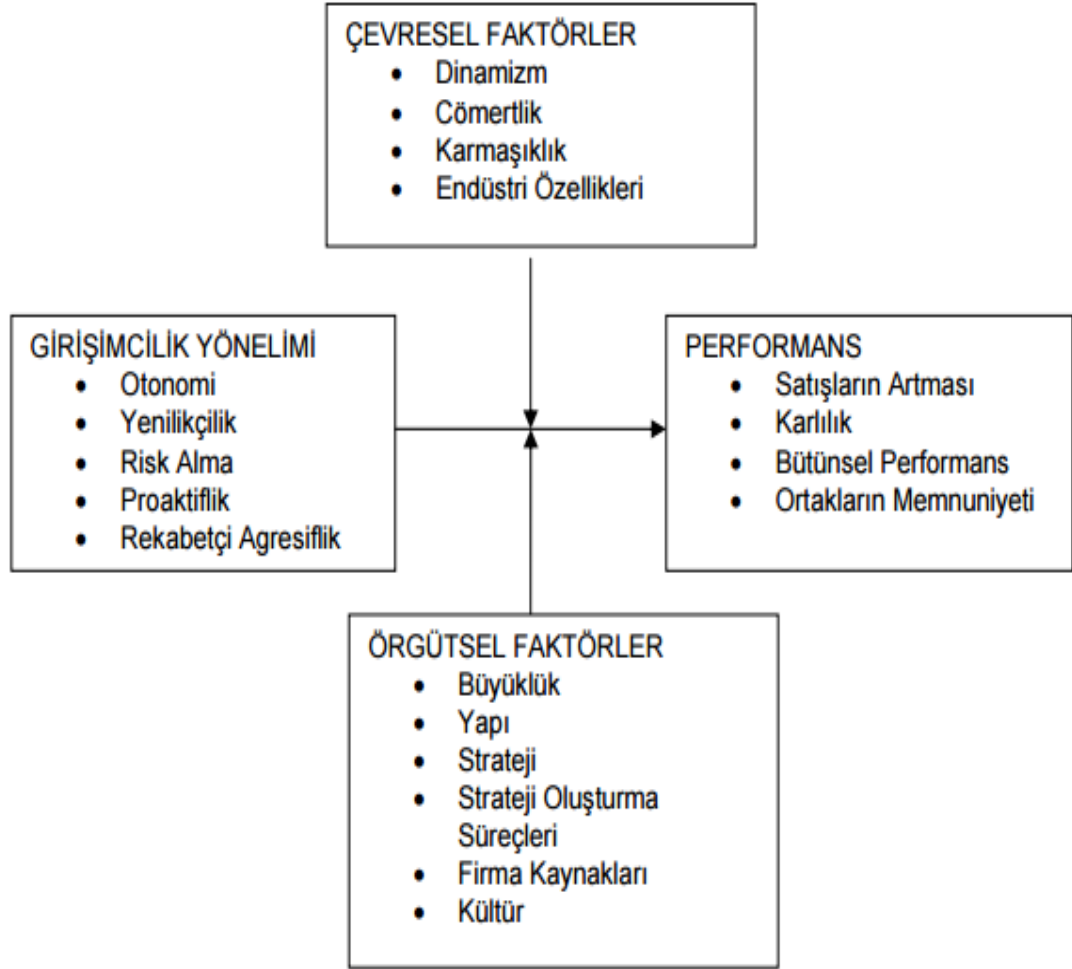 ÇEVRESEL FAKTÖRLER
• Dinamizm
• Cömertlik
• Karmaşıklık
• Endüstri Özellikleri
GİRİŞİMCİLİK YÖNELİMİ
• Otonomi
• Yenilikçilik
• Risk Alma
• Proaktiflik
• Rekabetçi Agresiflik
PERFORMANS
• Satışların Artması
• Karlılık
• Bütünsel Performans
• Ortakların Memnuniyeti
ÖRGÜTSEL FAKTÖRLER
• Büyüklük
• Yapı
• Strateji
• Strateji Oluşturma
Süreçleri
• Firma Kaynakları
• Kültür